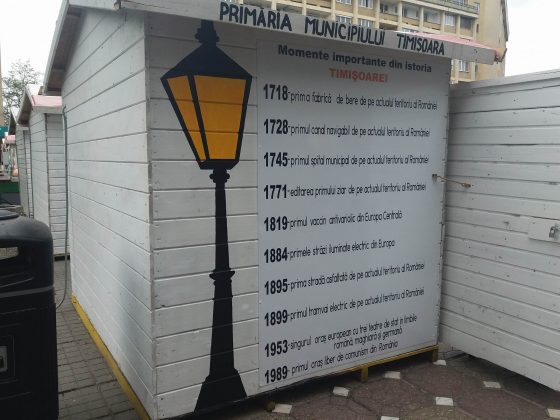 PRIMĂRIA MUNICIPIULUI TIMIȘOARA
Momente importante din istoria
TIMIŞOAREI
1718-prima fabrică de bere de pe actualul teritoriu al României
1728-primul canal navigabil de pe actualul teritoriu al României
1745-primul spital municipal de pe actualul teritoriu al României
1771-editarea primului ziar de pe actualul teritoriu al României
1819-primul vaccin antivariolic din Europa Centrală
1884-primele străzi iluminate electric din Europa
1895-prima stradă asfaltată de pe actualul teritoriu al României
1899-primul tramvai electric de pe actualul teritoriu al României
1953-singurul oraş european cu trei teatre de stat in limbile
română, maghiară şi germană
1989-primul oraş liber de comunism din România